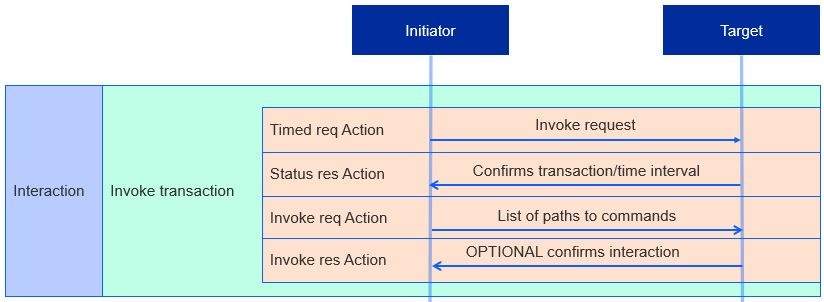 Initiator
Target
Timed req Action
Invoke request
Status res Action
Confirms transaction/time interval
Interaction
Invoke transaction
Invoke req Action
List of paths to commands
Invoke res Action
OPTIONAL confirms interaction